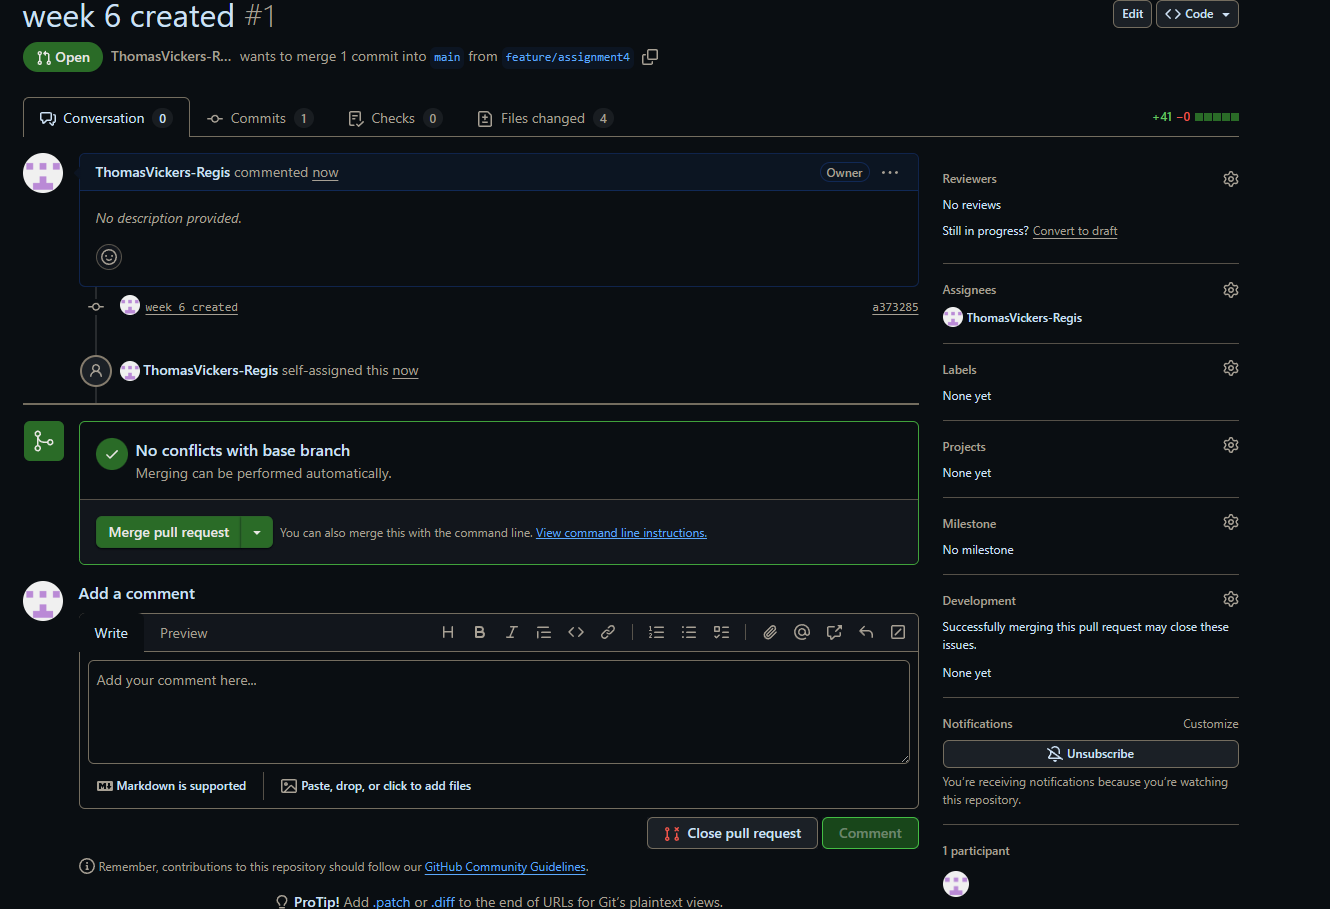 week 6 created #1
Edit
Code
Open
ThomasVickers-R... wants to merge 1 commit into main from feature/assignment4
Conversation 0
Commits 1
Checks 0
Files changed 4
+41 −0
ThomasVickers-Regis commented now
Owner
No description provided.
week 6 created
a373285
ThomasVickers-Regis self-assigned this now
No conflicts with base branch
Merging can be performed automatically.
Merge pull request
You can also merge this with the command line. View command line instructions.
Add a comment
Write
Preview
Add your comment here...
Markdown is supported
Paste, drop, or click to add files
Close pull request
Comment
Remember, contributions to this repository should follow our GitHub Community Guidelines.
ProTip! Add .patch or .diff to the end of URLs for Git's plaintext views.
Reviewers
No reviews
Still in progress? Convert to draft
Assignees
ThomasVickers-Regis
Labels
None yet
Projects
None yet
Milestone
No milestone
Development
Successfully merging this pull request may close these
issues.
None yet
Notifications
Customize
Unsubscribe
You're receiving notifications because you're watching
this repository.
1 participant